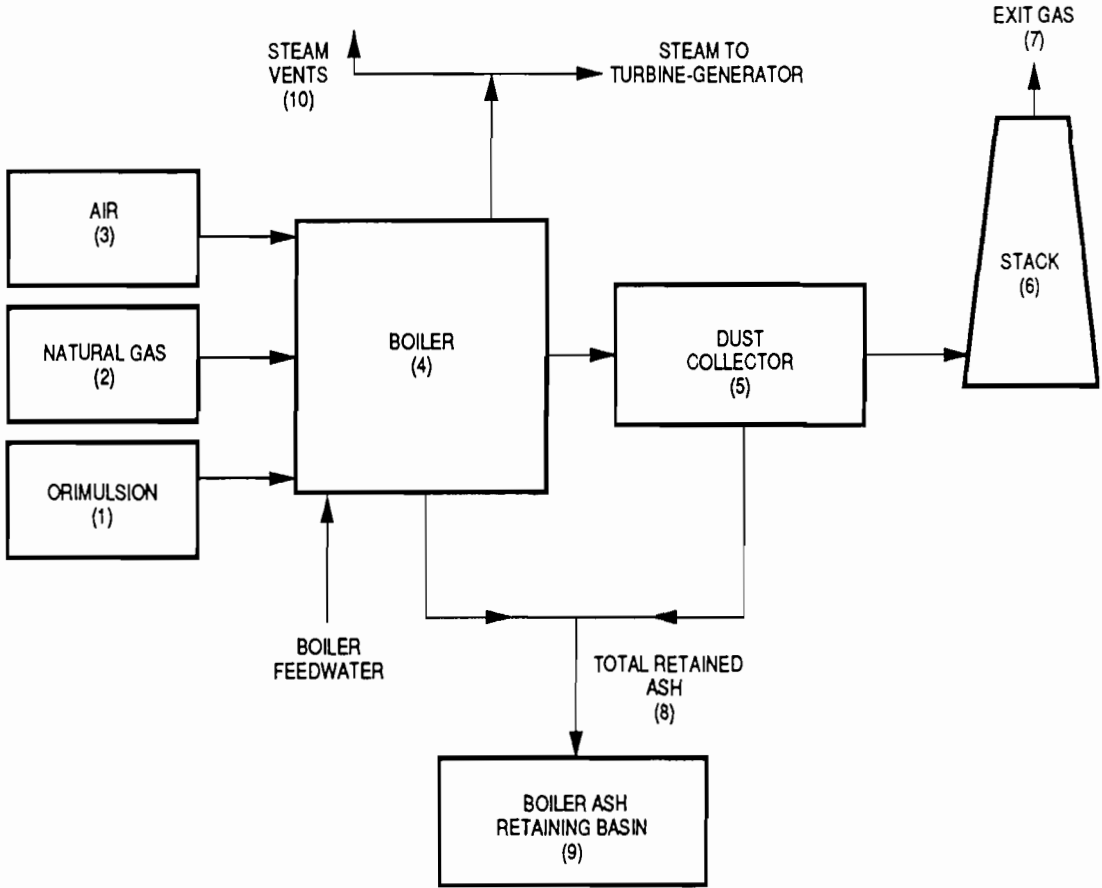 EXIT GAS
(7)
STEAM
VENTS
(10)
STEAM TO
TURBINE-GENERATOR
AIR
(3)
NATURAL GAS
(2)
ORIMULSION
(1)
BOILER
(4)
DUST
COLLECTOR
(5)
STACK
(6)
BOILER
FEEDWATER
TOTAL RETAINED
ASH
(8)
BOILER ASH
RETAINING BASIN
(9)